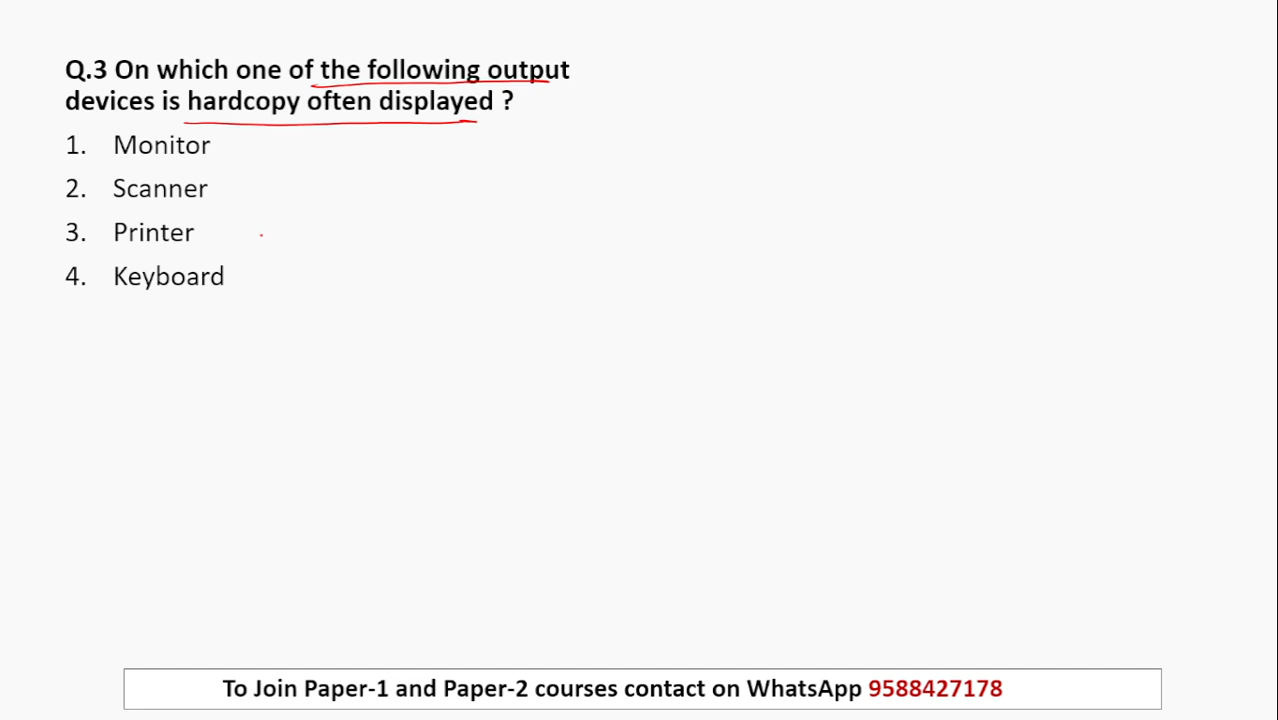 Q.3 On which one of the following output
devices is hardcopy often displayed ?
1. Monitor
2. Scanner
3. Printer
4. Keyboard
To Join Paper-1 and Paper-2 courses contact on WhatsApp 9588427178